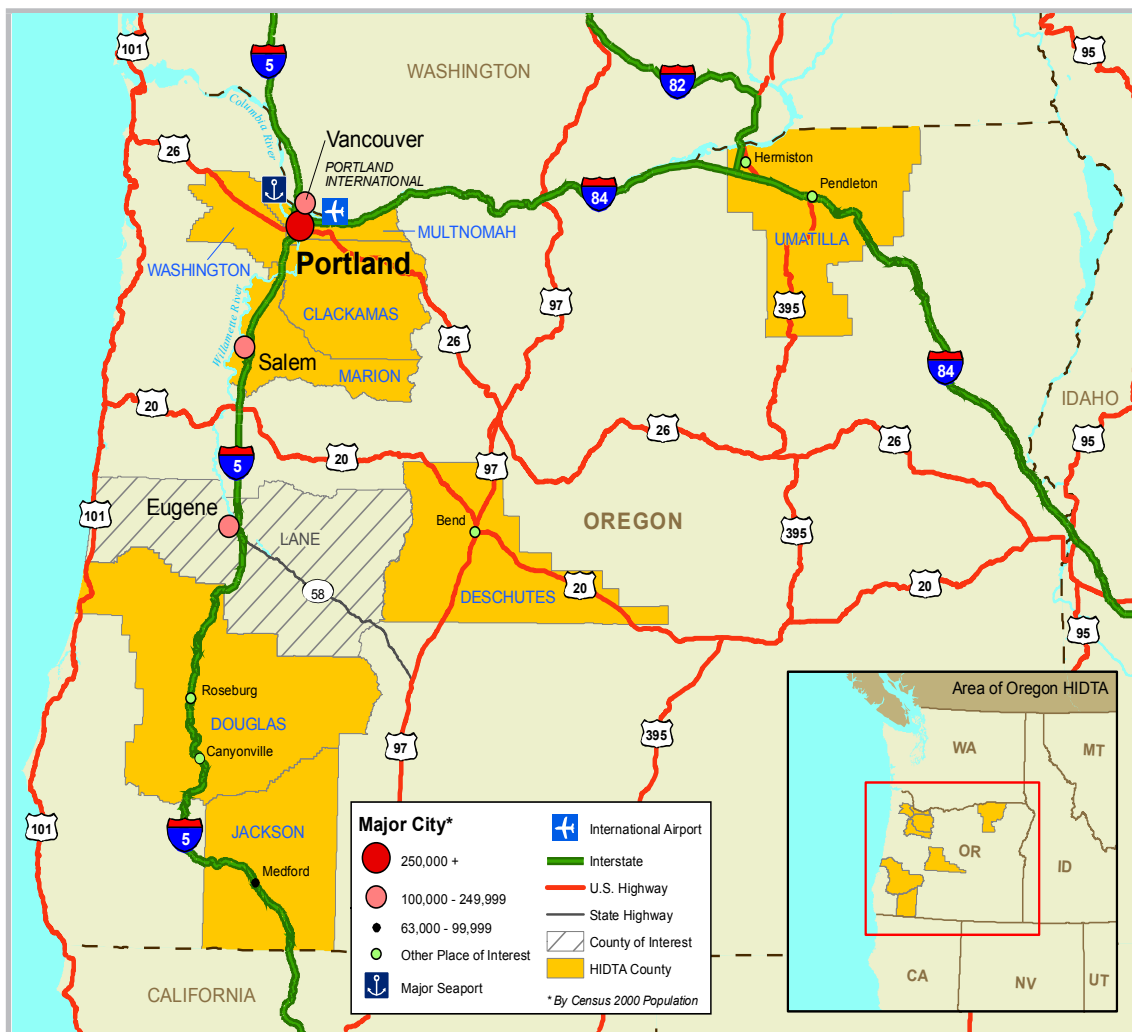 101
5
WASHINGTON
82
95
Columbia River
26
Vancouver
PORTLAND
INTERNATIONAL
Hermiston
84
Pendleton
MULTNOMAH
UMATILLA
WASHINGTON
Portland
97
395
CLACKAMAS
Willamette River
26
Salem
MARION
84
IDAHO
20
26
26
95
5
20
97
101
Eugene
Bend
OREGON
395
LANE
58
DESCHUTES
20
20
95
Roseburg
DOUGLAS
Canyonville
97
395
101
5
JACKSON
Medford
CALIFORNIA
Major City*
250,000 +
100,000 - 249,999
63,000 - 99,999
Other Place of Interest
Major Seaport
International Airport
Interstate
U.S. Highway
State Highway
County of Interest
HIDTA County
* By Census 2000 Population
Area of Oregon HIDTA
WA
MT
OR
ID
CA
NV
UT